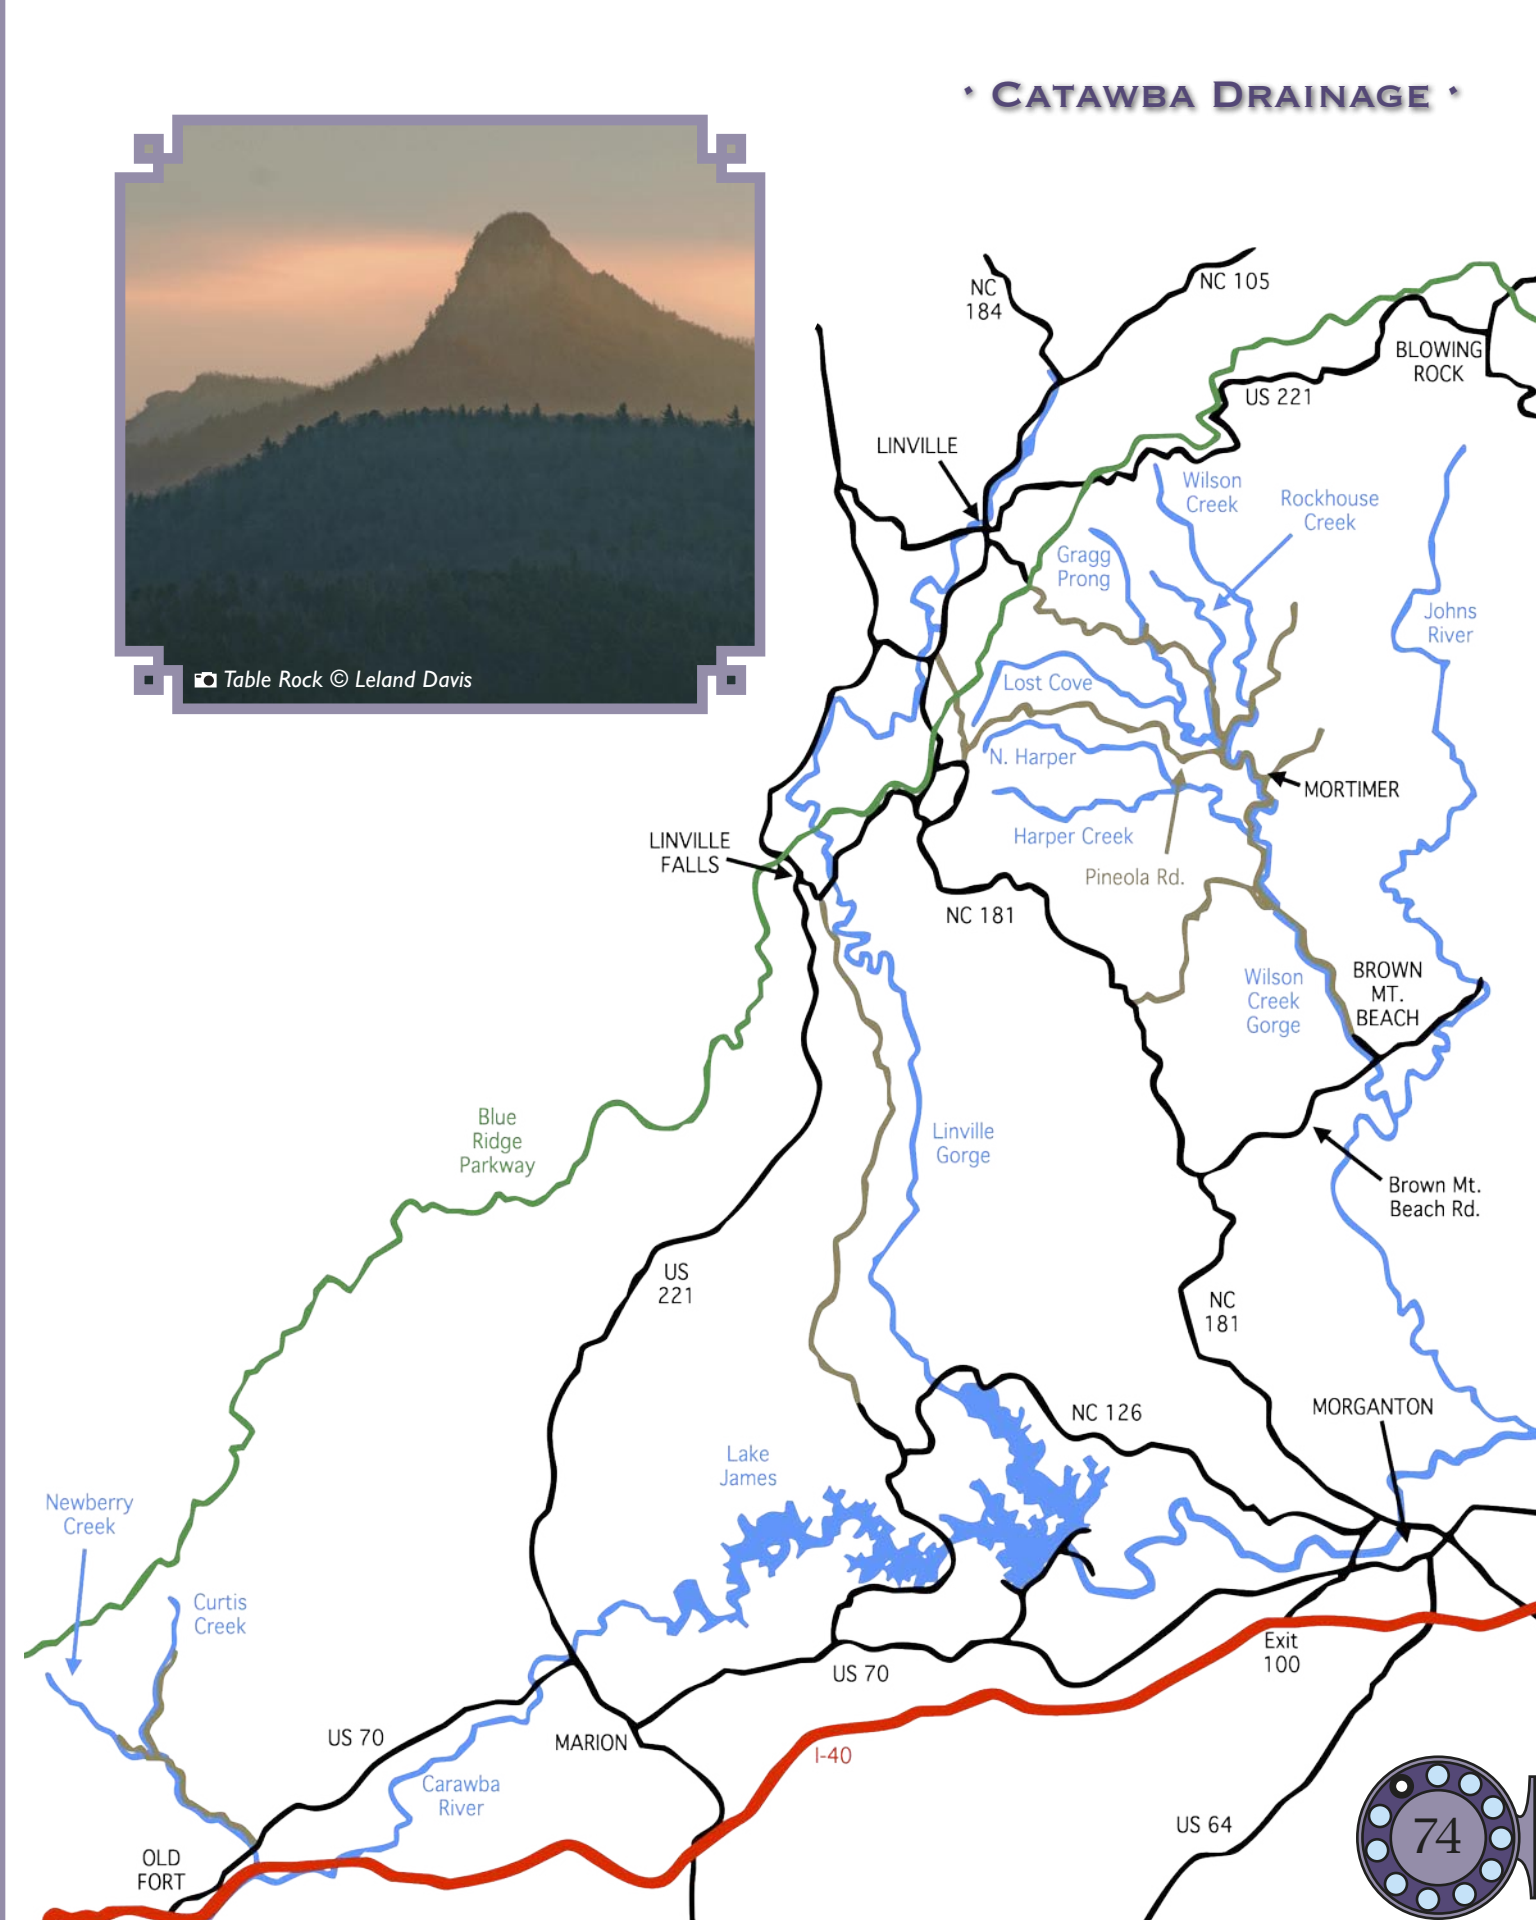 · Catawba Drainage ·
Table Rock © Leland Davis
NC
184
NC 105
BLOWING
ROCK
US 221
LINVILLE
Wilson
Creek
Rockhouse
Creek
Gragg
Prong
Johns
River
Lost Cove
N. Harper
MORTIMER
Harper Creek
LINVILLE
FALLS
Pineola Rd.
NC 181
Wilson
Creek
Gorge
BROWN
MT.
BEACH
Blue
Ridge
Parkway
Linville
Gorge
Brown Mt.
Beach Rd.
US
221
NC
181
NC 126
MORGANTON
Lake
James
Newberry
Creek
Curtis
Creek
Exit
100
US 70
US 70
MARION
I-40
Carawba
River
US 64
OLD
FORT
74